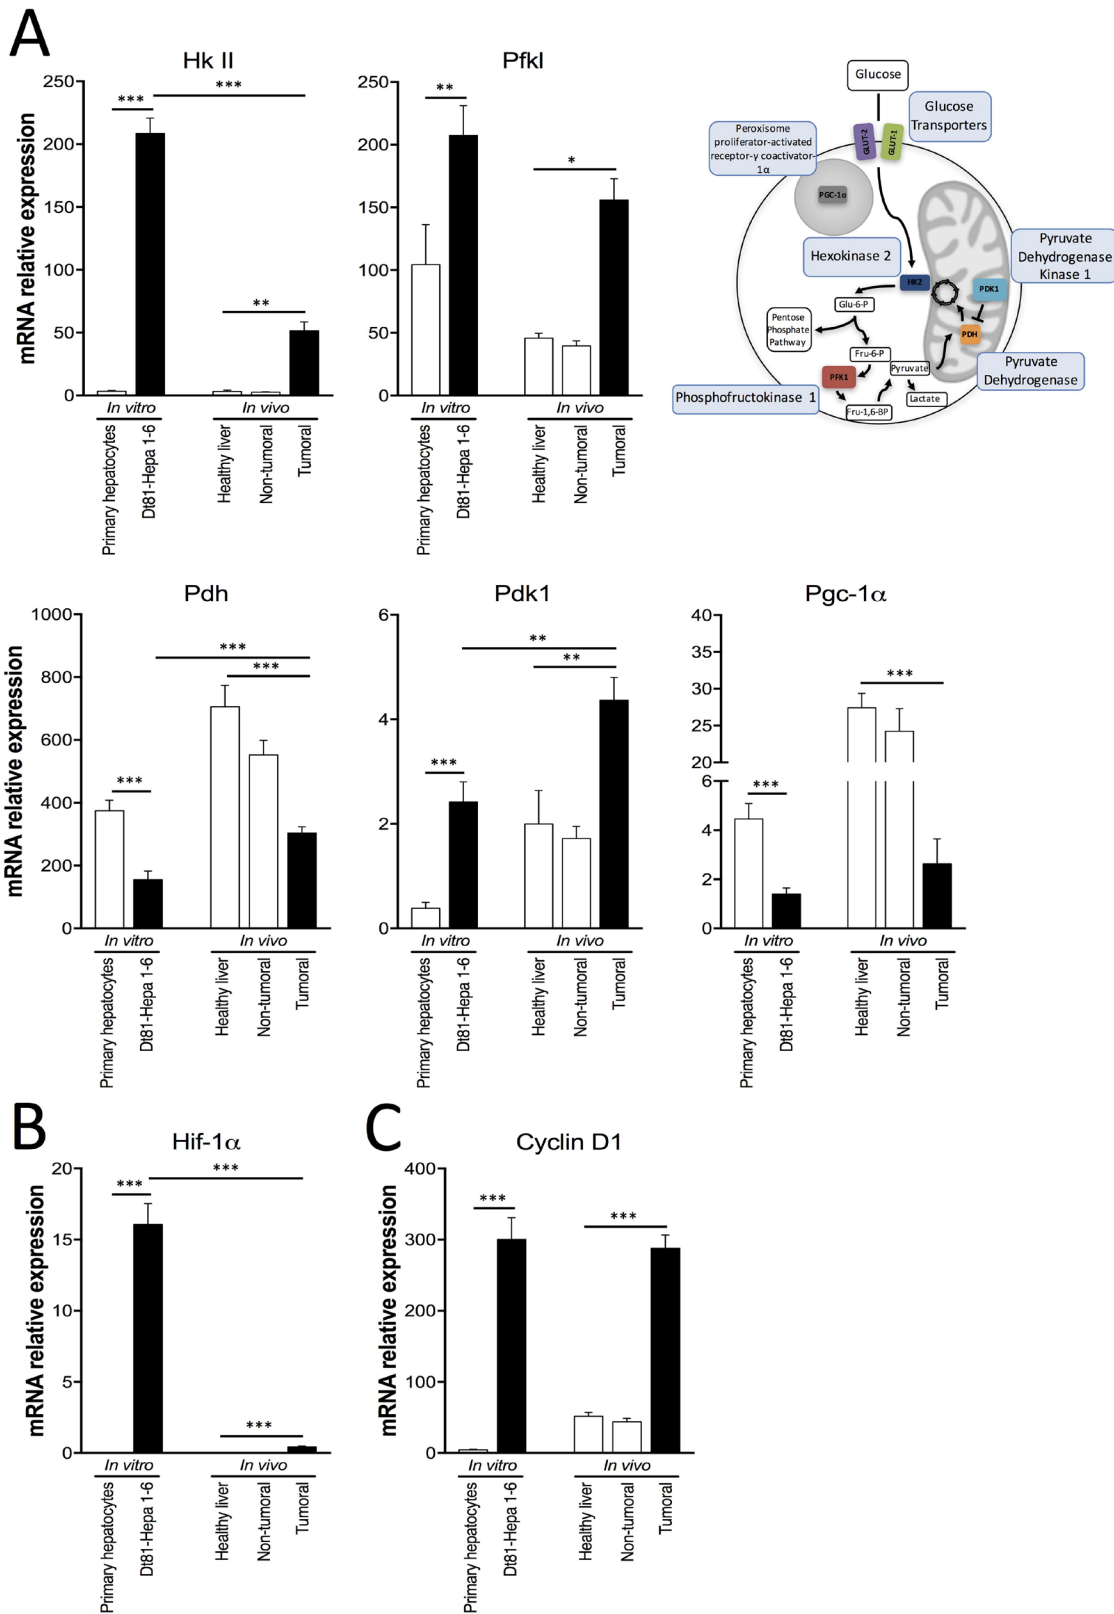 A
Hk II
mRNA relative expression
250
200
150
100
50
0
***
***
**
In vitro
In vivo
Primary hepatocytes
Dt81-Hepa 1-6
Healthy liver
Non-tumoral
Tumoral
Pfkl
250
200
150
100
50
0
**
*
In vitro
In vivo
Primary hepatocytes
Dt81-Hepa 1-6
Healthy liver
Non-tumoral
Tumoral
Glucose
Glucose
Transporters
GLUT-2
GLUT-1
Peroxisome
proliferator-activated
receptor-γ coactivator-
1α
PGC-1α
Hexokinase 2
HK2
Pyruvate
Dehydrogenase
Kinase 1
PDK1
PDH
Glu-6-P
Pentose
Phosphate
Pathway
Fru-6-P
PFK1
Pyruvate
Pyruvate
Dehydrogenase
Phosphofructokinase 1
Fru-1,6-BP
Lactate
Pdh
mRNA relative expression
1000
800
600
400
200
0
***
***
***
In vitro
In vivo
Primary hepatocytes
Dt81-Hepa 1-6
Healthy liver
Non-tumoral
Tumoral
Pdk1
6
4
2
0
**
**
***
In vitro
In vivo
Primary hepatocytes
Dt81-Hepa 1-6
Healthy liver
Non-tumoral
Tumoral
Pgc-1α
40
35
30
25
20
6
4
2
0
***
***
In vitro
In vivo
Primary hepatocytes
Dt81-Hepa 1-6
Healthy liver
Non-tumoral
Tumoral
B
Hif-1α
mRNA relative expression
20
15
10
5
0
***
***
***
In vitro
In vivo
Primary hepatocytes
Dt81-Hepa 1-6
Healthy liver
Non-tumoral
Tumoral
C
Cyclin D1
mRNA relative expression
400
300
200
100
0
***
***
In vitro
In vivo
Primary hepatocytes
Dt81-Hepa 1-6
Healthy liver
Non-tumoral
Tumoral